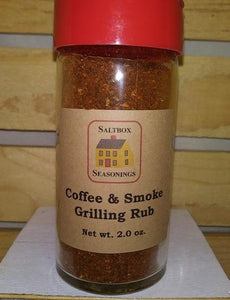 SALTBOX
SEASONINGS
Coffee & Smoke
Grilling Rub
Net wt. 2.0 oz.